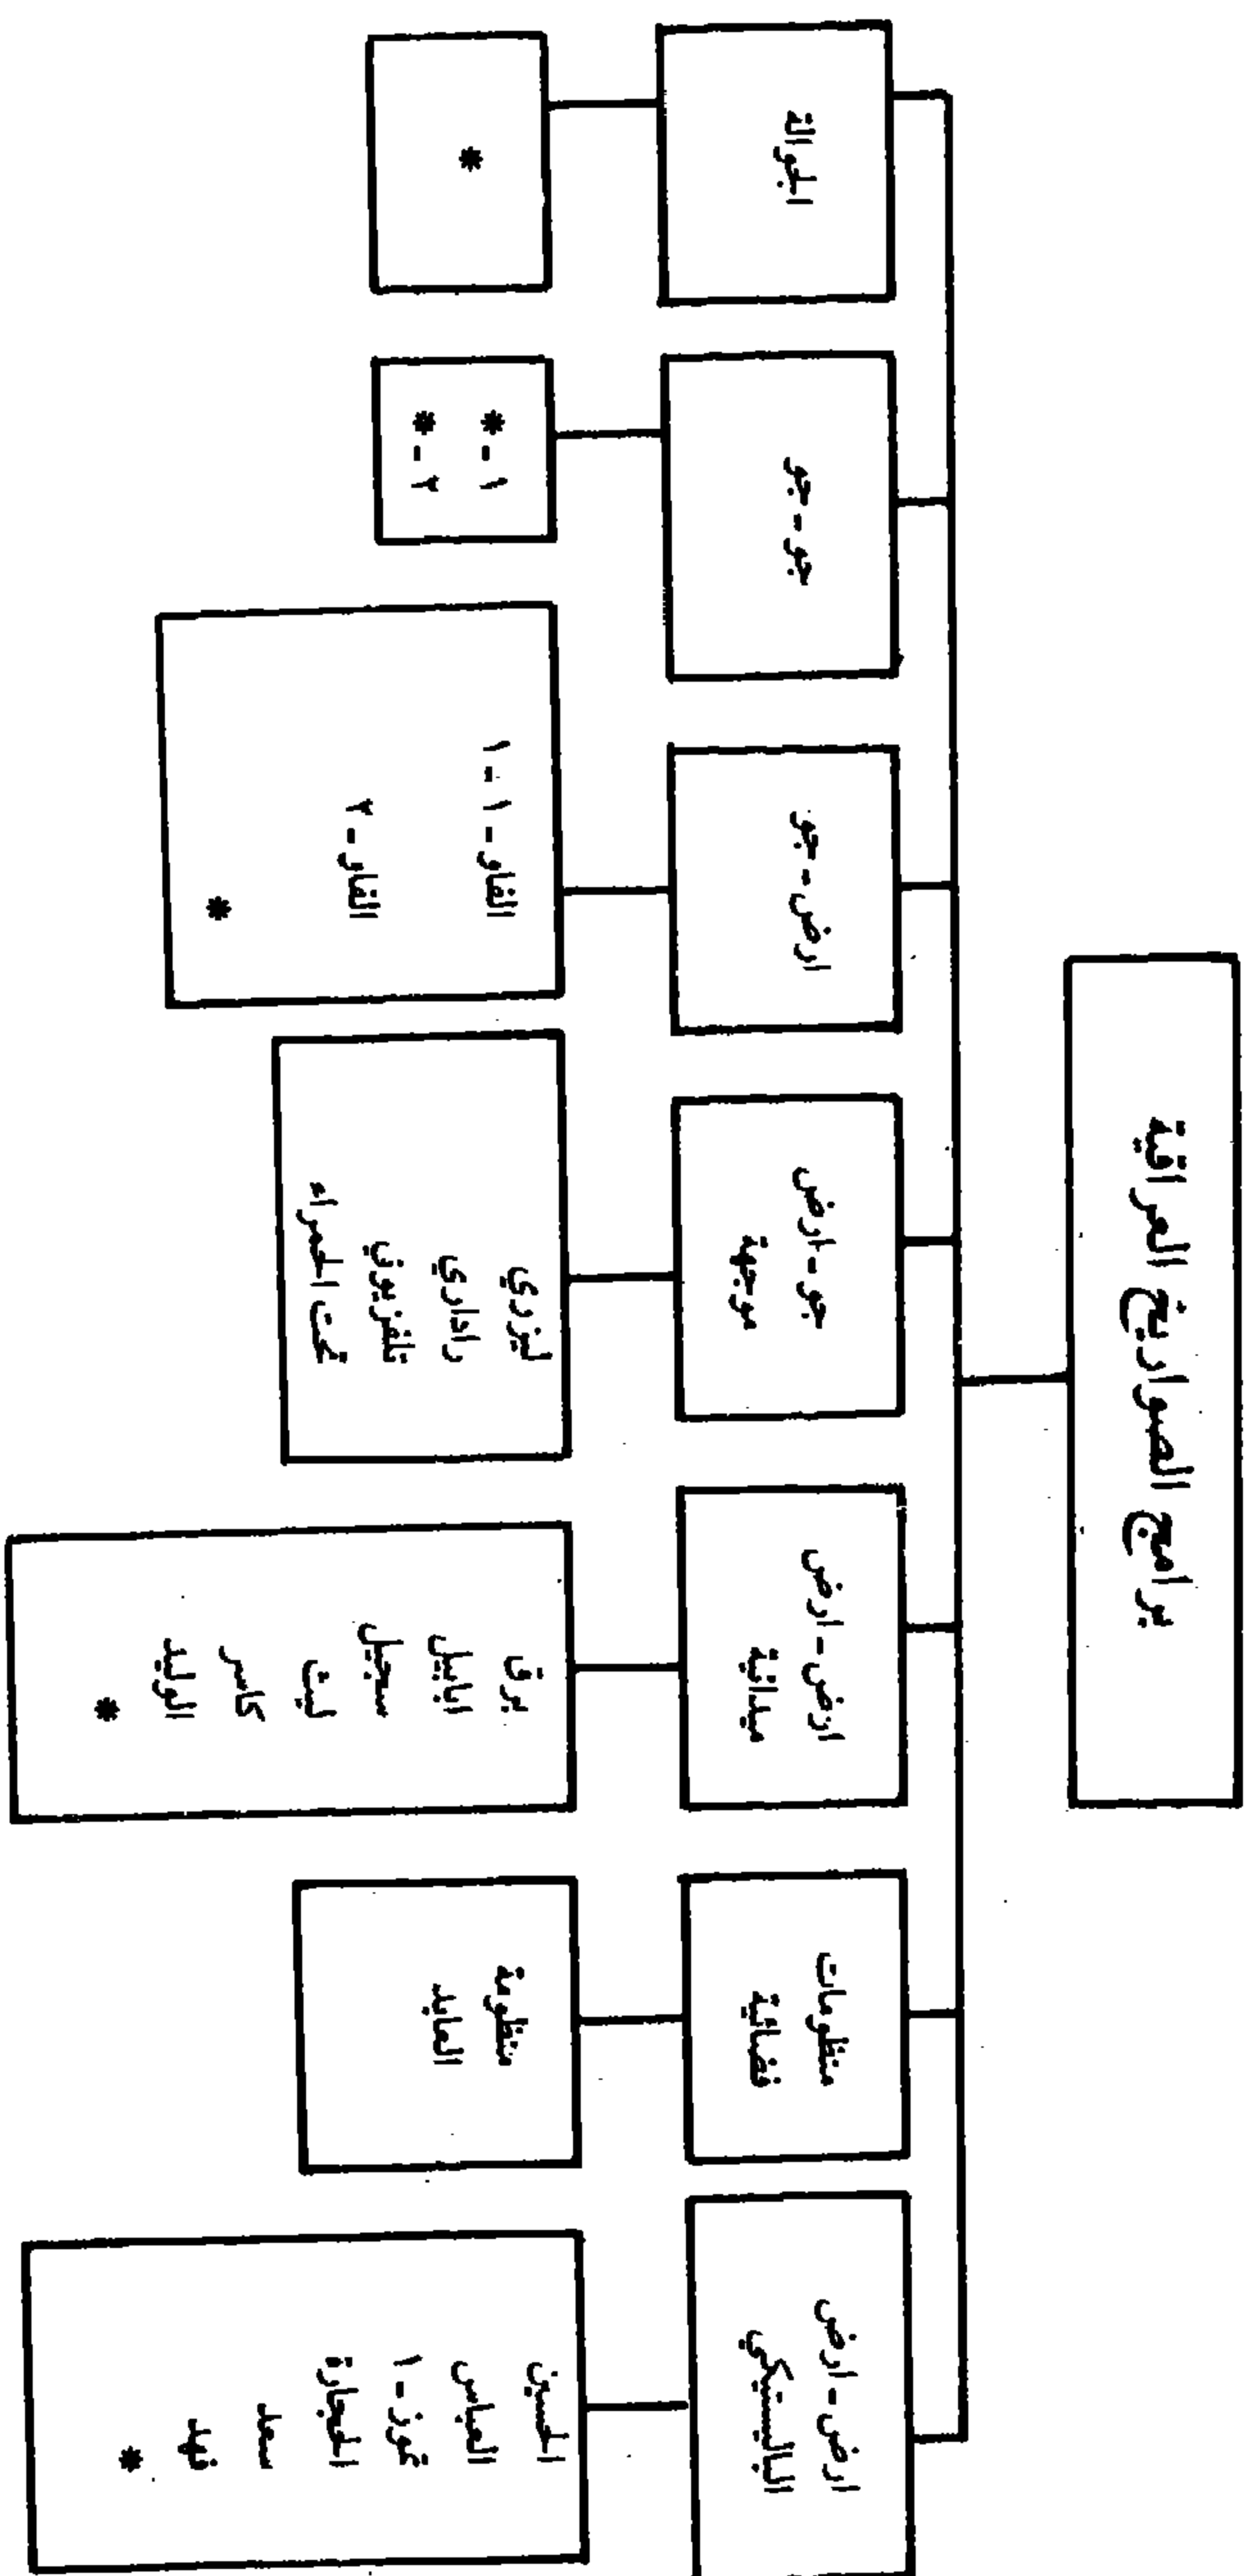 برامج الصواريخ العراقية
ارض - ارض
الباليستيكي
الحسين
العباس
تموز - ١
الحجارة
سعد
فهد
*
منظومات
فضائية
منظومة
العابد
ارض - ارض
ميدانية
برق
ابابيل
سجيل
ليث
كاسر
الوليد
*
جو - ارض
موجهة
ليزري
راداري
تلفزيوني
تحت الحمراء
ارض - جو
الفاو - ١ - ١
الفاو - ٢
*
جو - جو
١ - *
٢ - *
الجوالة
*